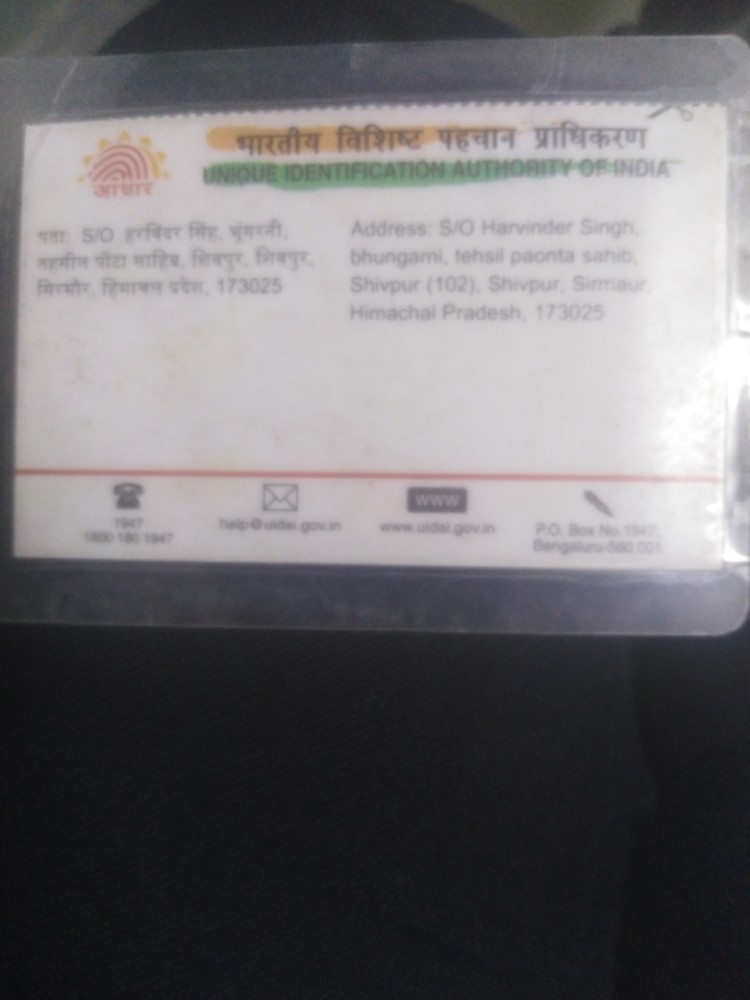 भारतीय विशिष्ट पहचान प्राधिकरण
UNIQUE IDENTIFICATION AUTHORITY OF INDIA
आधार
पता: S/O हरविंदर सिंह, भुंगरनी,
तहसील पोंटा साहिब, शिवपुर, शिवपुर,
सिरमौर, हिमाचल प्रदेश, 173025
Address: S/O Harvinder Singh,
bhungarni, tehsil paonta sahib,
Shivpur (102), Shivpur, Sirmaur,
Himachal Pradesh, 173025
1947
1800 180 1947
help@uidai.gov.in
www
www.uidai.gov.in
P.O. Box No.1947,
Bengaluru-560 001